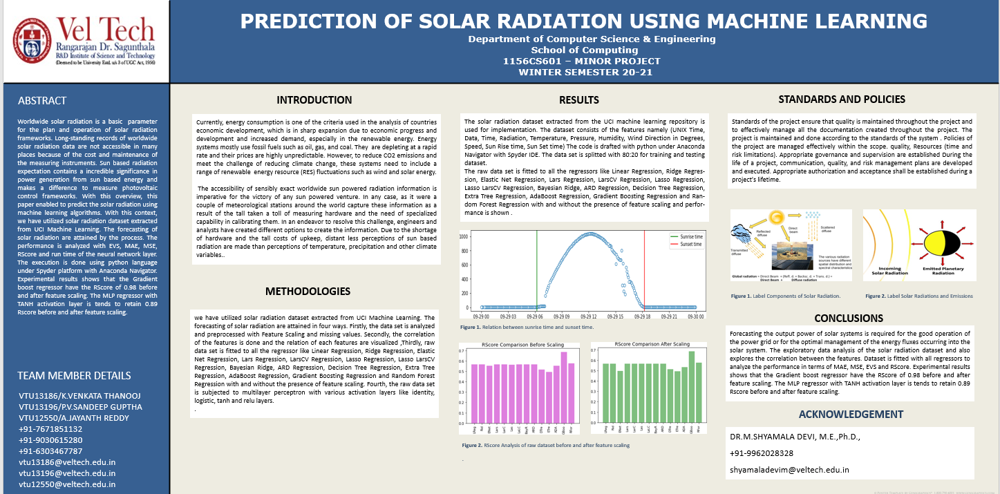 Vel Tech
Rangarajan Dr. Sagunthala
R&D Institute of Science and Technology
(Deemed to be University Estd. u/s 3 of UGC Act, 1956)
PREDICTION OF SOLAR RADIATION USING MACHINE LEARNING
Department of Computer Science & Engineering
School of Computing
1156CS601 – MINOR PROJECT
WINTER SEMESTER 20-21
ABSTRACT
Worldwide solar radiation is a basic parameter
for the plan and operation of solar radiation
frameworks. Long-standing records of worldwide
solar radiation data are not accessible in many
places because of the cost and maintenance of
the measuring instruments. Sun based radiation
expectation contains a incredible significance in
power generation from sun based energy and
makes a difference to measure photovoltaic
control frameworks. With this overview, this
paper enabled to predict the solar radiation using
machine learning algorithms. With this context,
we have utilized solar radiation dataset extracted
from UCI Machine Learning. The forecasting of
solar radiation are attained by the process. The
performance is analyzed with EVS, MAE, MSE,
RScore and run time of the neural network layer.
The execution is done using python language
under Spyder platform with Anaconda Navigator.
Experimental results shows that the Gradient
boost regressor have the RScore of 0.98 before
and after feature scaling. The MLP regressor with
TANH activation layer is tends to retain 0.89
Rscore before and after feature scaling.
TEAM MEMBER DETAILS
VTU13186/K.VENKATA THANOOJ
VTU13196/P.V.SANDEEP GUPTHA
VTU12550/A.JAYANTH REDDY
+91-7671851132
+91-9030615280
+91-6303467787
vtu13186@veltech.edu.in
vtu13196@veltech.edu.in
vtu12550@veltech.edu.in
INTRODUCTION
Currently, energy consumption is one of the criteria used in the analysis of countries
economic development, which is in sharp expansion due to economic progress and
development and increased demand, especially in the renewable energy. Energy
systems mostly use fossil fuels such as oil, gas, and coal. They are depleting at a rapid
rate and their prices are highly unpredictable. However, to reduce CO2 emissions and
meet the challenge of reducing climate change, these systems need to include a
range of renewable energy resource (RES) fluctuations such as wind and solar energy.
The accessibility of sensibly exact worldwide sun powered radiation information is
imperative for the victory of any sun powered venture. In any case, as it were a
couple of meteorological stations around the world capture these information as a
result of the tall taken a toll of measuring hardware and the need of specialized
capability in calibrating them. In an endeavor to resolve this challenge, engineers and
analysts have created different options to create the information. Due to the shortage
of hardware and the tall costs of upkeep, distant less perceptions of sun based
radiation are made than perceptions of temperature, precipitation and other climate
variables..
METHODOLOGIES
we have utilized solar radiation dataset extracted from UCI Machine Learning. The
forecasting of solar radiation are attained in four ways. Firstly, the data set is analyzed
and preprocessed with Feature Scaling and missing values. Secondly, the correlation
of the features is done and the relation of each features are visualized ,Thirdly, raw
data set is fitted to all the regressor like Linear Regression, Ridge Regression, Elastic
Net Regression, Lars Regression, LarsCV Regression, Lasso Regression, Lasso LarsCV
Regression, Bayesian Ridge, ARD Regression, Decision Tree Regression, Extra Tree
Regression, AdaBoost Regression, Gradient Boosting Regression and Random Forest
Regression with and without the presence of feature scaling. Fourth, the raw data set
is subjected to multilayer perceptron with various activation layers like identity,
logistic, tanh and relu layers.
.
RESULTS
The solar radiation dataset extracted from the UCI machine learning repository is
used for implementation. The dataset consists of the features namely (UNIX Time,
Data, Time, Radiation, Temperature, Pressure, Humidity, Wind Direction in Degrees,
Speed, Sun Rise time, Sun Set time) The code is drafted with python under Anaconda
Navigator with Spyder IDE. The data set is splitted with 80:20 for training and testing
dataset.
The raw data set is fitted to all the regressors like Linear Regression, Ridge Regres-
sion, Elastic Net Regression, Lars Regression, LarsCV Regression, Lasso Regression,
Lasso LarsCV Regression, Bayesian Ridge, ARD Regression, Decision Tree Regression,
Extra Tree Regression, AdaBoost Regression, Gradient Boosting Regression and Ran-
dom Forest Regression with and without the presence of feature scaling and perfor-
mance is shown .
Sunrise time
Sunset time
1000
800
600
400
200
0
09-29 00 09-29 03 09-29 06 09-29 09 09-29 12 09-29 15 09-29 18 09-29 21 09-30 00
Figure 1. Relation between sunrise time and sunset time.
RScore Comparison Before Scaling
0.7
0.6
0.5
0.4
0.3
0.2
0.1
0.0
RScore Comparison After Scaling
0.7
0.6
0.5
0.4
0.3
0.2
0.1
0.0
Figure 2. RScore Analysis of raw dataset before and after feature scaling
.
STANDARDS AND POLICIES
Standards of the project ensure that quality is maintained throughout the project and
to effectively manage all the documentation created throughout the project. The
project is maintained and done according to the standards of the system . Policies of
the project are managed effectively within the scope. quality, Resources (time and
risk limitations). Appropriate governance and supervision are established During the
life of a project, communication, quality, and risk management plans are developed
and executed. Appropriate authorization and acceptance shall be established during a
project's lifetime.
Reflected
diffuse
Direct
beam
Scattered
diffuse
Transmitted
diffuse
The various radiation
sources have different
spatial distribution and
spectral characteristics
Global radiation = Direct Beam + (Refl. d. + Backsc. d. + Trans. d.) =
Direct Beam + Diffuse radiation
Incoming
Solar Radiation
Emitted Planetary
Radiation
Figure 1. Label Components of Solar Radiation.
Figure 2. Label Solar Radiations and Emissions
CONCLUSIONS
Forecasting the output power of solar systems is required for the good operation of
the power grid or for the optimal management of the energy fluxes occurring into the
solar system. The exploratory data analysis of the solar radiation dataset and also
explores the correlation between the features. Dataset is fitted with all regressors to
analyze the performance in terms of MAE, MSE, EVS and RScore. Experimental results
shows that the Gradient boost regressor have the RScore of 0.98 before and after
feature scaling. The MLP regressor with TANH activation layer is tends to retain 0.89
Rscore before and after feature scaling.
ACKNOWLEDGEMENT
DR.M.SHYAMALA DEVI, M.E.,Ph.D.,
+91-9962028328
shyamaladevim@veltech.edu.in